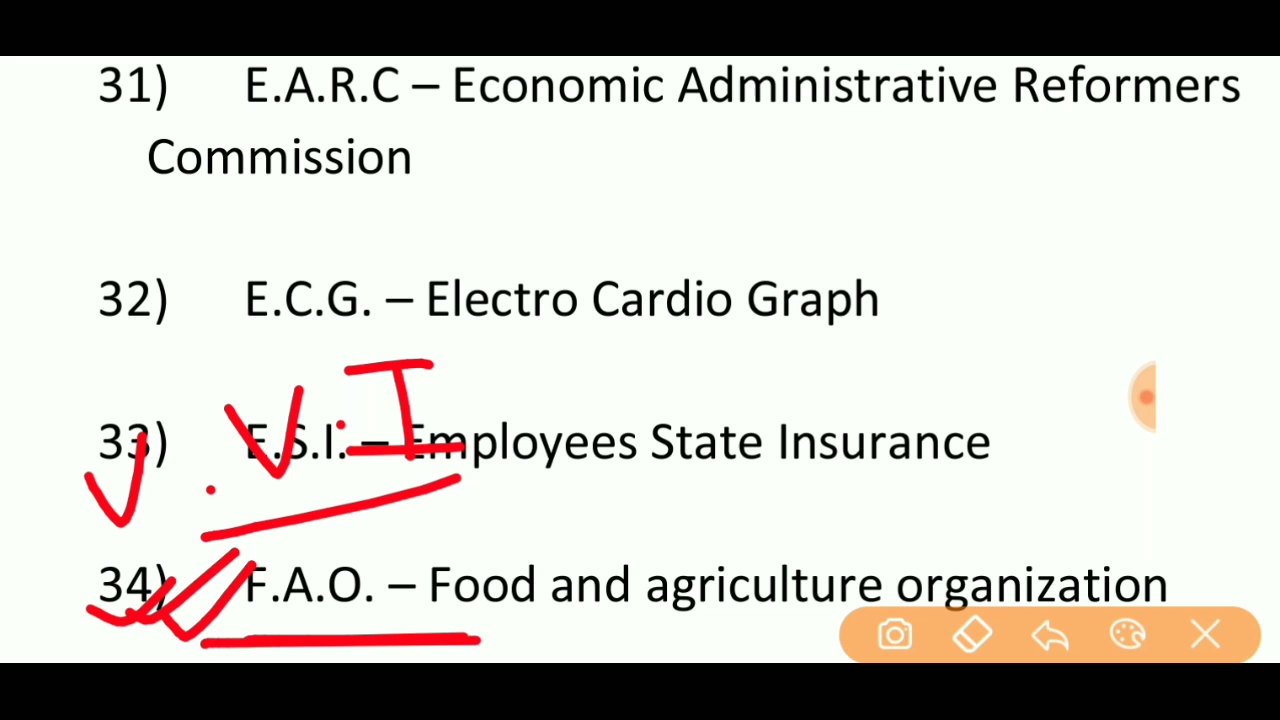 31) E.A.R.C – Economic Administrative Reformers
Commission
32) E.C.G. – Electro Cardio Graph
V.V.I
33) E.S.I. – Employees State Insurance
34) F.A.O. – Food and agriculture organization